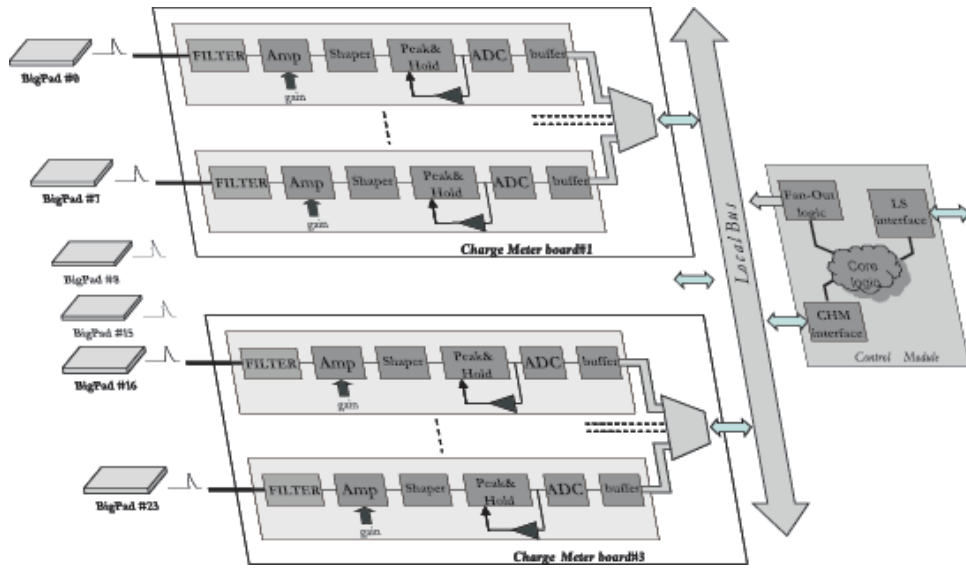 FILTER Amp Shaper Peak& Hold ADC buffer
BigPad #0
gain
FILTER Amp Shaper Peak& Hold ADC buffer
BigPad #7
gain
Charge Meter board#1
BigPad #8
BigPad #15
BigPad #16
FILTER Amp Shaper Peak& Hold ADC buffer
gain
FILTER Amp Shaper Peak& Hold ADC buffer
BigPad #23
gain
Charge Meter board#3
Local Bus
Fan-Out
logic
LS
interface
Core
logic
CHM
interface
Control Module